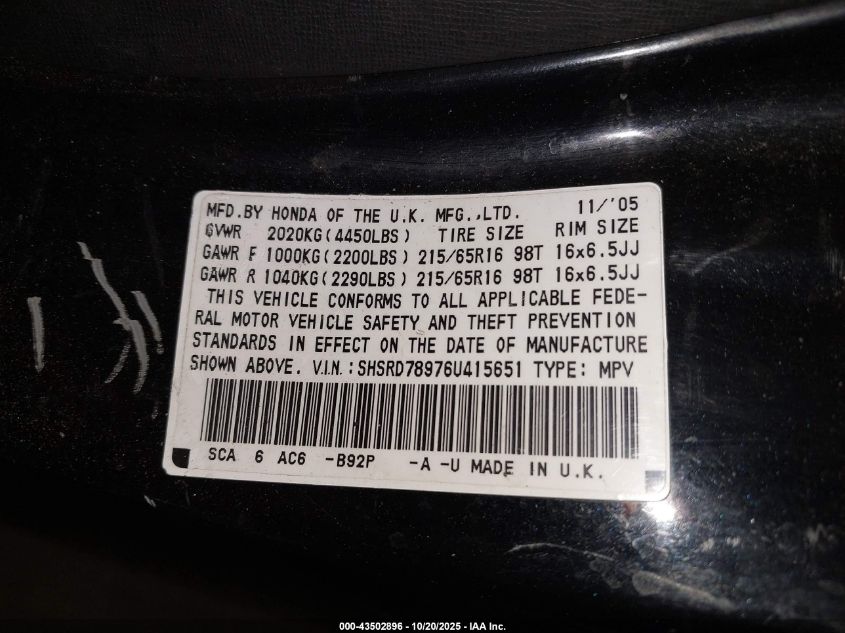 MFD.BY HONDA OF THE U.K. MFG.,LTD. 11/'05
GVWR 2020KG(4450LBS) TIRE SIZE RIM SIZE
GAWR F 1000KG(2200LBS) 215/65R16 98T 16x6.5JJ
GAWR R 1040KG(2290LBS) 215/65R16 98T 16x6.5JJ
THIS VEHICLE CONFORMS TO ALL APPLICABLE FEDE-
RAL MOTOR VEHICLE SAFETY AND THEFT PREVENTION
STANDARDS IN EFFECT ON THE DATE OF MANUFACTURE
SHOWN ABOVE. V.I.N.: SHSRD78976U415651 TYPE: MPV
SCA 6 AC6 -B92P -A -U MADE IN U.K.
000-43502896 - 10/20/2025 - IAA Inc.